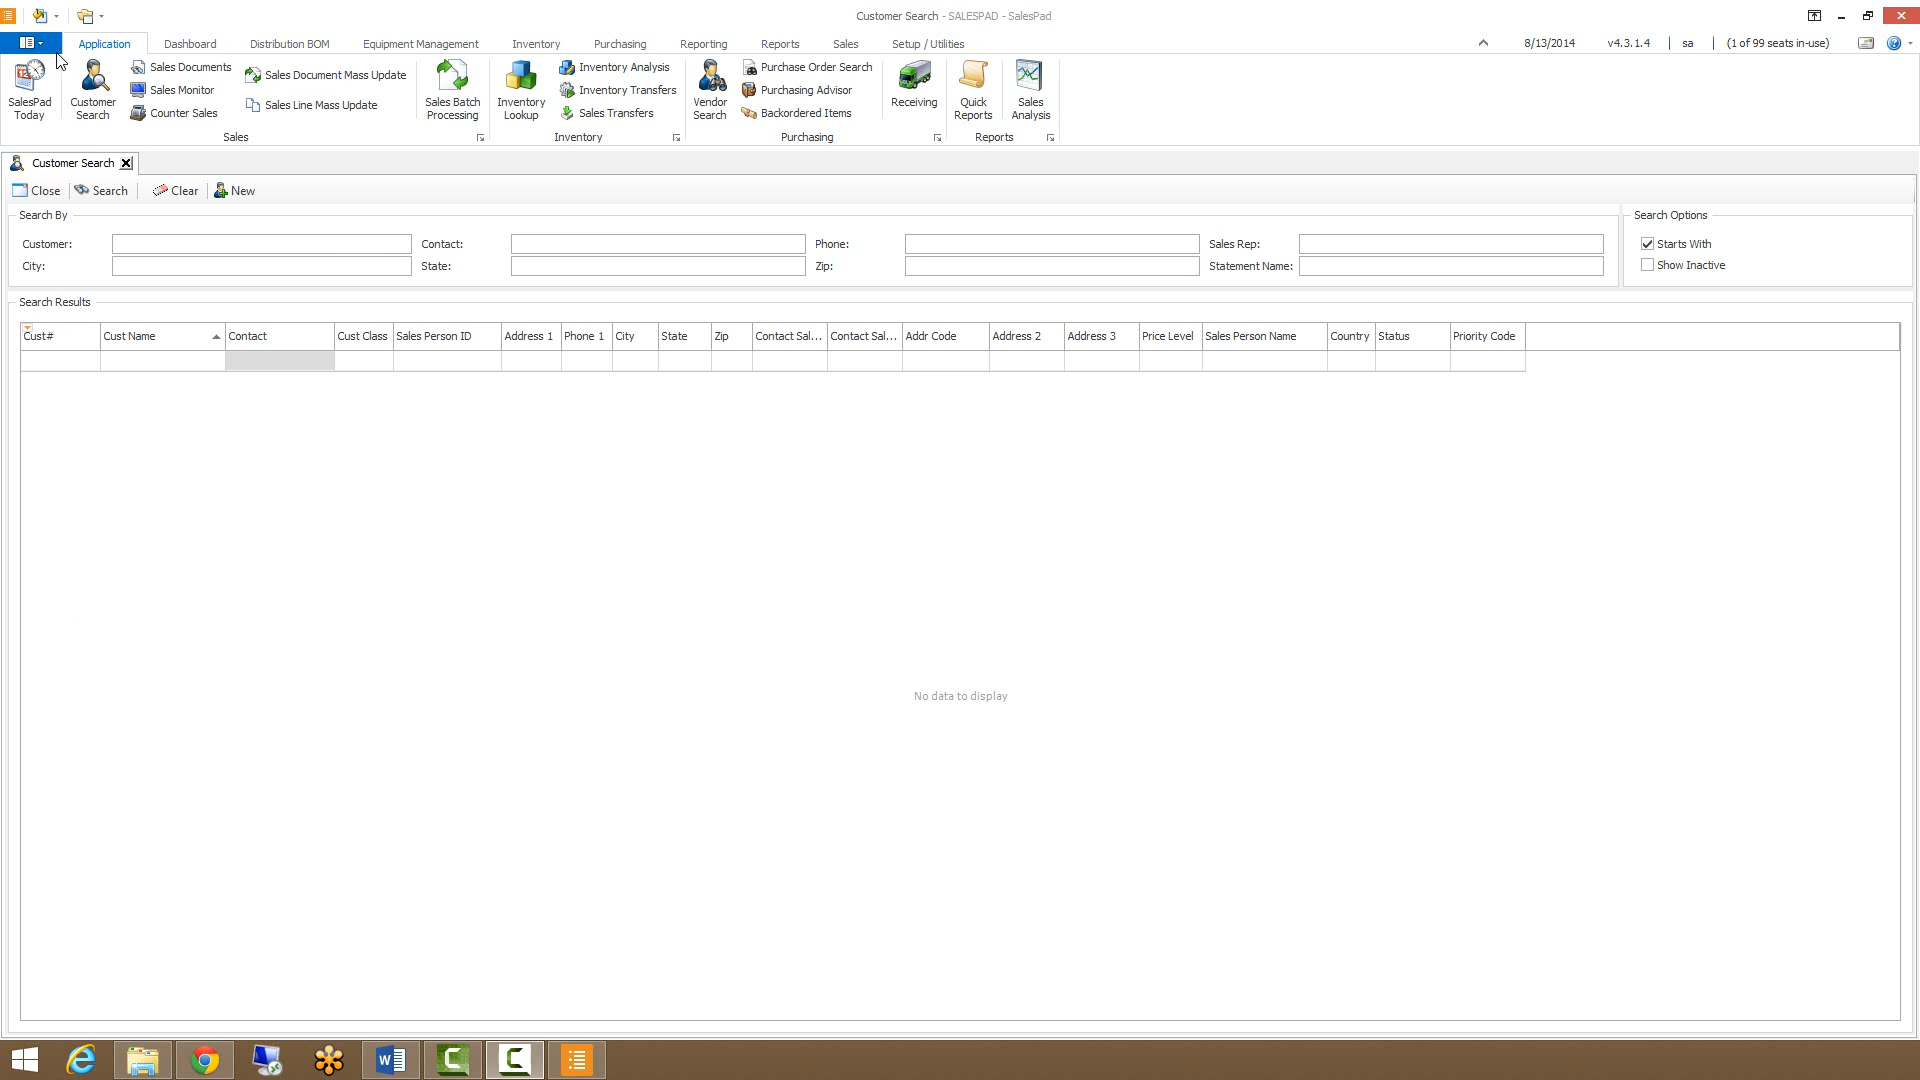 Customer Search - SALESPAD - SalesPad
Application Dashboard Distribution BOM Equipment Management Inventory Purchasing Reporting Reports Sales Setup / Utilities 8/13/2014 v4.3.1.4 sa (1 of 99 seats in-use)
SalesPad Today
Customer Search
Sales Documents
Sales Monitor
Counter Sales
Sales Document Mass Update
Sales Line Mass Update
Sales Batch Processing
Inventory Lookup
Inventory Analysis
Inventory Transfers
Sales Transfers
Vendor Search
Purchase Order Search
Purchasing Advisor
Backordered Items
Receiving
Quick Reports
Sales Analysis
Sales Inventory Purchasing Reports
Customer Search
Close Search Clear New
Search By Search Options
Customer: Contact: Phone: Sales Rep: Starts With
City: State: Zip: Statement Name: Show Inactive
Search Results
Cust# Cust Name Contact Cust Class Sales Person ID Address 1 Phone 1 City State Zip Contact Sal... Contact Sal... Addr Code Address 2 Address 3 Price Level Sales Person Name Country Status Priority Code
No data to display